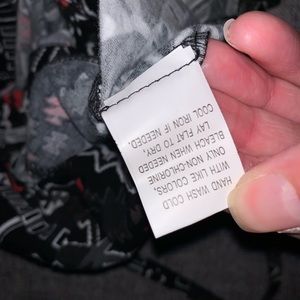 HAND WASH COLD
WITH LIKE COLORS,
ONLY NON-CHLORINE
BLEACH WHEN NEEDED
LAY FLAT TO DRY,
COOL IRON IF NEEDED.